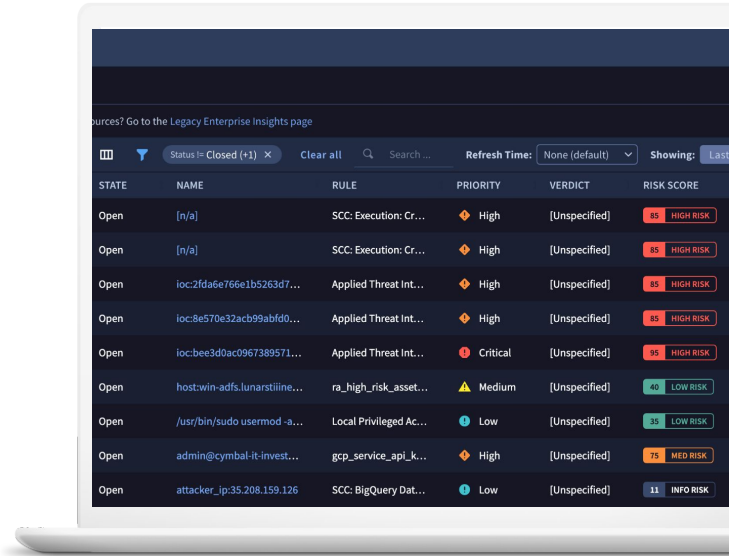 ources? Go to the Legacy Enterprise Insights page
Status != Closed (+1) × Clear all Search ... Refresh Time: None (default) Showing: Last
STATE NAME RULE PRIORITY VERDICT RISK SCORE
Open [n/a] SCC: Execution: Cr... High [Unspecified] 85 HIGH RISK
Open [n/a] SCC: Execution: Cr... High [Unspecified] 85 HIGH RISK
Open ioc:2fda6e766e1b5263d7... Applied Threat Int... High [Unspecified] 85 HIGH RISK
Open ioc:8e570e32acb99abfd0... Applied Threat Int... High [Unspecified] 85 HIGH RISK
Open ioc:bee3d0ac0967389571... Applied Threat Int... Critical [Unspecified] 95 HIGH RISK
Open host:win-adfs.lunarstiiine... ra_high_risk_asset... Medium [Unspecified] 40 LOW RISK
Open /usr/bin/sudo usermod -a... Local Privileged Ac... Low [Unspecified] 35 LOW RISK
Open admin@cymbal-it-invest... gcp_service_api_k... High [Unspecified] 75 MED RISK
Open attacker_ip:35.208.159.126 SCC: BigQuery Dat... Low [Unspecified] 11 INFO RISK